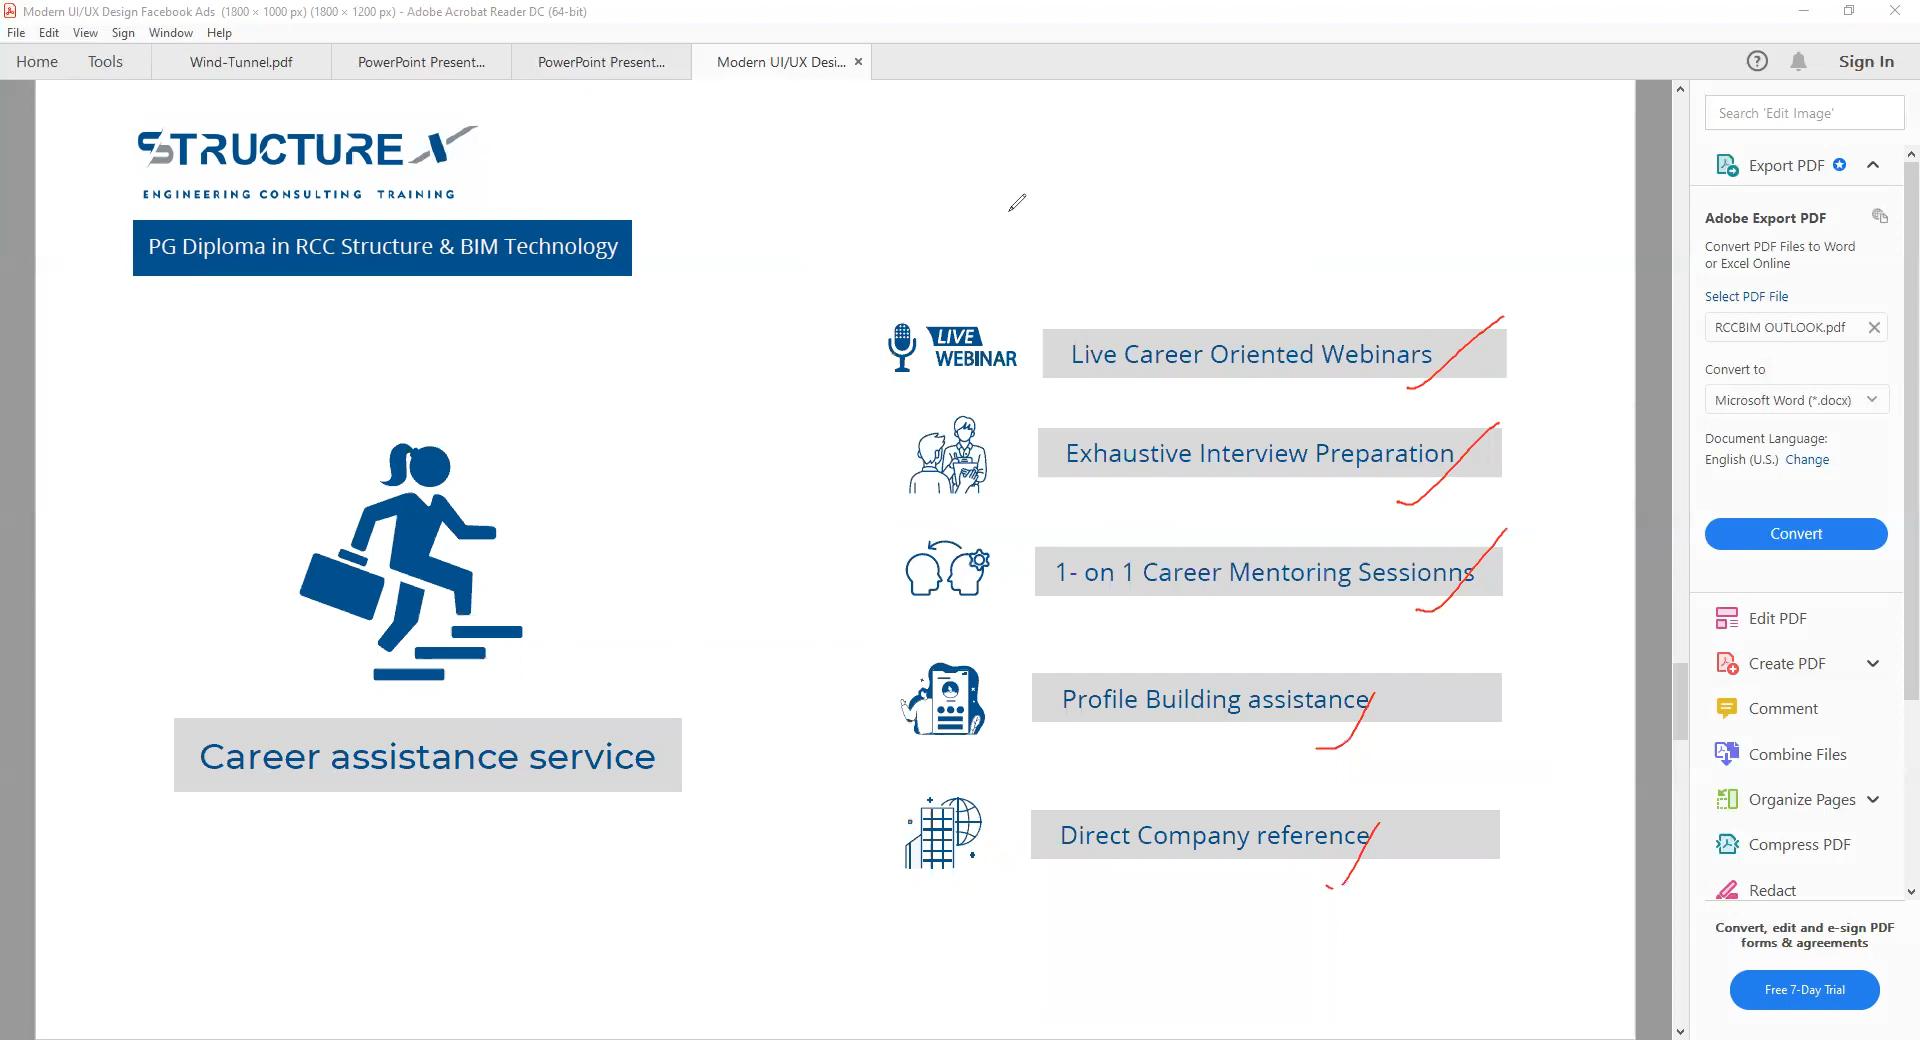 Modern UI/UX Design Facebook Ads (1800 × 1000 px) (1800 × 1200 px) - Adobe Acrobat Reader DC (64-bit)
File Edit View Sign Window Help
Home Tools Wind-Tunnel.pdf PowerPoint Present... PowerPoint Present... Modern UI/UX Desi... × ? Sign In
STRUCTURE X
ENGINEERING CONSULTING TRAINING
PG Diploma in RCC Structure & BIM Technology
Career assistance service
LIVE
WEBINAR
Live Career Oriented Webinars
Exhaustive Interview Preparation
1- on 1 Career Mentoring Sessionns
Profile Building assistance
Direct Company reference
Search 'Edit Image'
Export PDF
Adobe Export PDF
Convert PDF Files to Word
or Excel Online
Select PDF File
RCCBIM OUTLOOK.pdf
Convert to
Microsoft Word (*.docx)
Document Language:
English (U.S.) Change
Convert
Edit PDF
Create PDF
Comment
Combine Files
Organize Pages
Compress PDF
Redact
Convert, edit and e-sign PDF
forms & agreements
Free 7-Day Trial